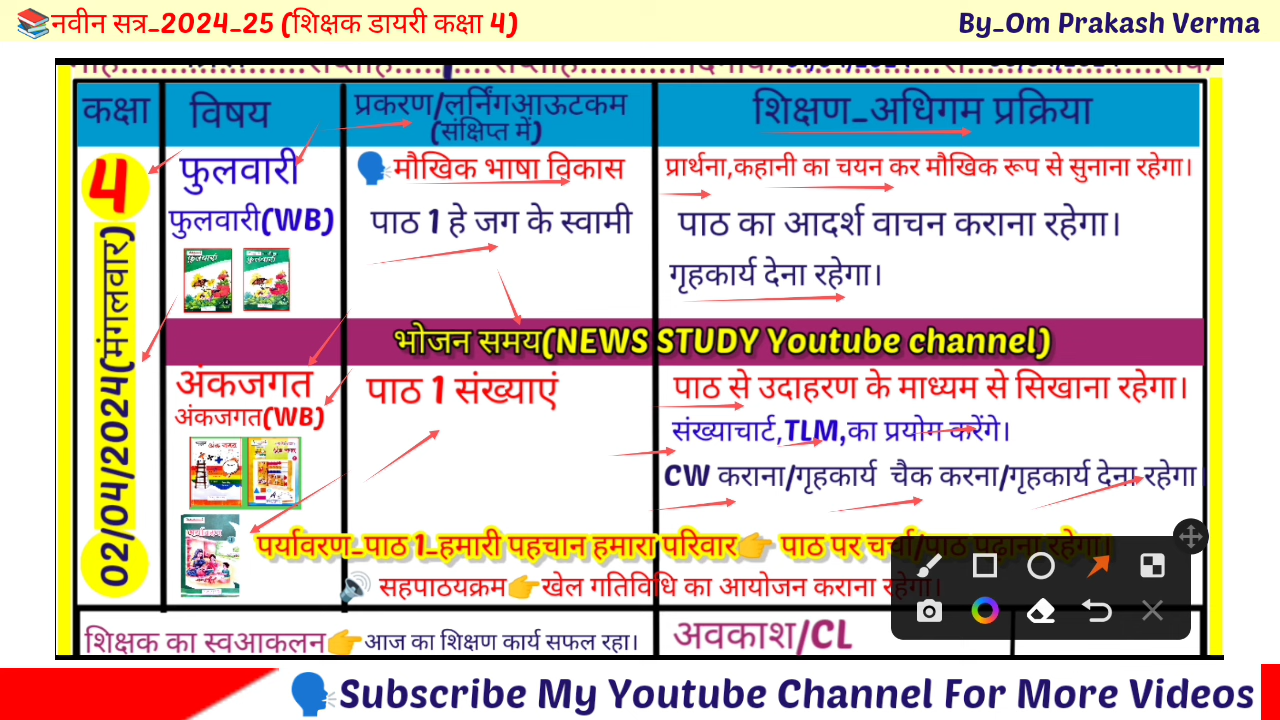 नवीन सत्र-2024-25 (शिक्षक डायरी कक्षा 4)
By-Om Prakash Verma
कक्षा
विषय
प्रकरण/लर्निंगआऊटकम
(संक्षिप्त में)
शिक्षण-अधिगम प्रक्रिया
4
02/04/2024(मंगलवार)
फुलवारी
फुलवारी(WB)
मौखिक भाषा विकास
पाठ 1 हे जग के स्वामी
प्रार्थना,कहानी का चयन कर मौखिक रूप से सुनाना रहेगा।
पाठ का आदर्श वाचन कराना रहेगा।
गृहकार्य देना रहेगा।
भोजन समय(NEWS STUDY Youtube channel)
अंकजगत
अंकजगत(WB)
पाठ 1 संख्याएं
पाठ से उदाहरण के माध्यम से सिखाना रहेगा।
संख्याचार्ट,TLM,का प्रयोग करेंगे।
CW कराना/गृहकार्य चैक करना/गृहकार्य देना रहेगा
पर्यावरण-पाठ 1-हमारी पहचान हमारा परिवार👉 पाठ पर चर्चा/पाठ पढ़ाना रहेगा।
सहपाठयक्रम👉खेल गतिविधि का आयोजन कराना रहेगा।
शिक्षक का स्वआकलन👉आज का शिक्षण कार्य सफल रहा।
अवकाश/CL
Subscribe My Youtube Channel For More Videos